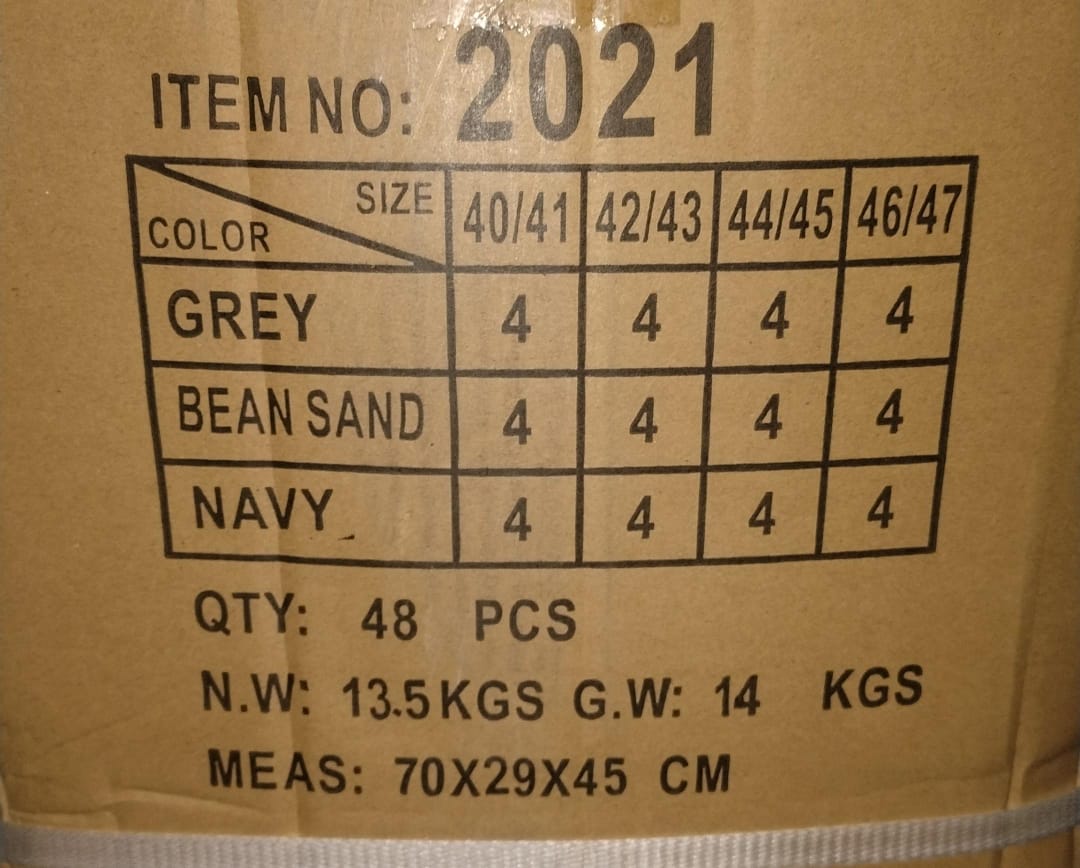 ITEM NO: 2021
SIZE 40/41 42/43 44/45 46/47
COLOR
GREY 4 4 4 4
BEAN SAND 4 4 4 4
NAVY 4 4 4 4
QTY: 48 PCS
N.W: 13.5KGS G.W: 14 KGS
MEAS: 70X29X45 CM